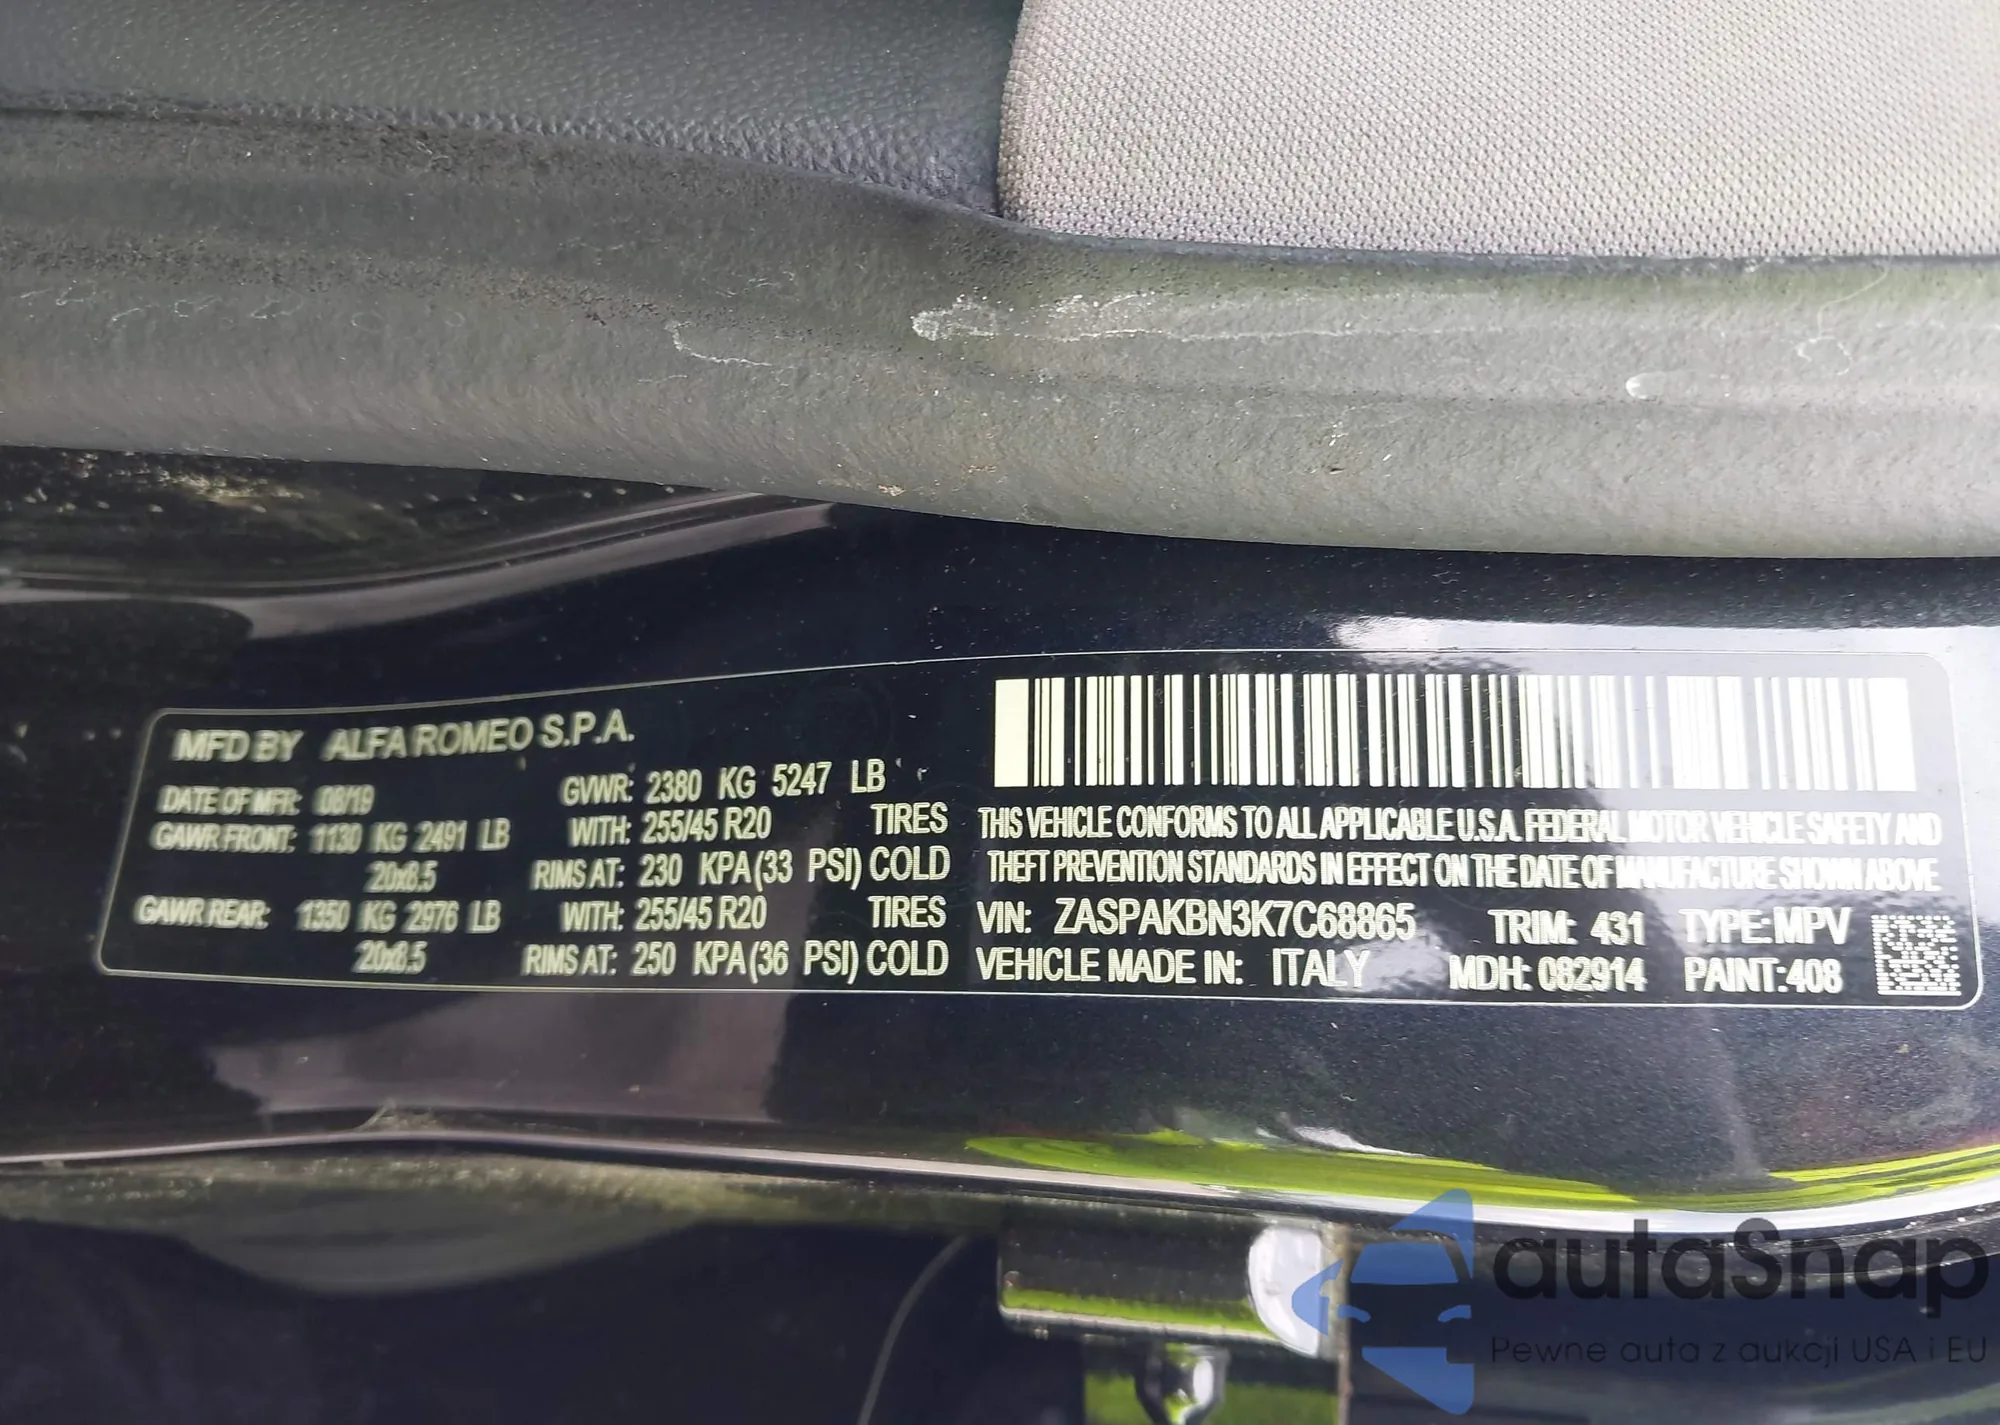 MFD BY ALFA ROMEO S.P.A.
DATE OF MFR: 08/19 GVWR: 2380 KG 5247 LB
GAWR FRONT: 1130 KG 2491 LB WITH: 255/45 R20 TIRES
20x8.5 RIMS AT: 230 KPA(33 PSI) COLD
GAWR REAR: 1350 KG 2976 LB WITH: 255/45 R20 TIRES
20x8.5 RIMS AT: 250 KPA(36 PSI) COLD
THIS VEHICLE CONFORMS TO ALL APPLICABLE U.S.A. FEDERAL MOTOR VEHICLE SAFETY AND
THEFT PREVENTION STANDARDS IN EFFECT ON THE DATE OF MANUFACTURE SHOWN ABOVE
VIN: ZASPAKBN3K7C68865 TRIM: 431 TYPE: MPV
VEHICLE MADE IN: ITALY MDH: 082914 PAINT: 408
autaSnap
Pewne auta z aukcji USA i EU